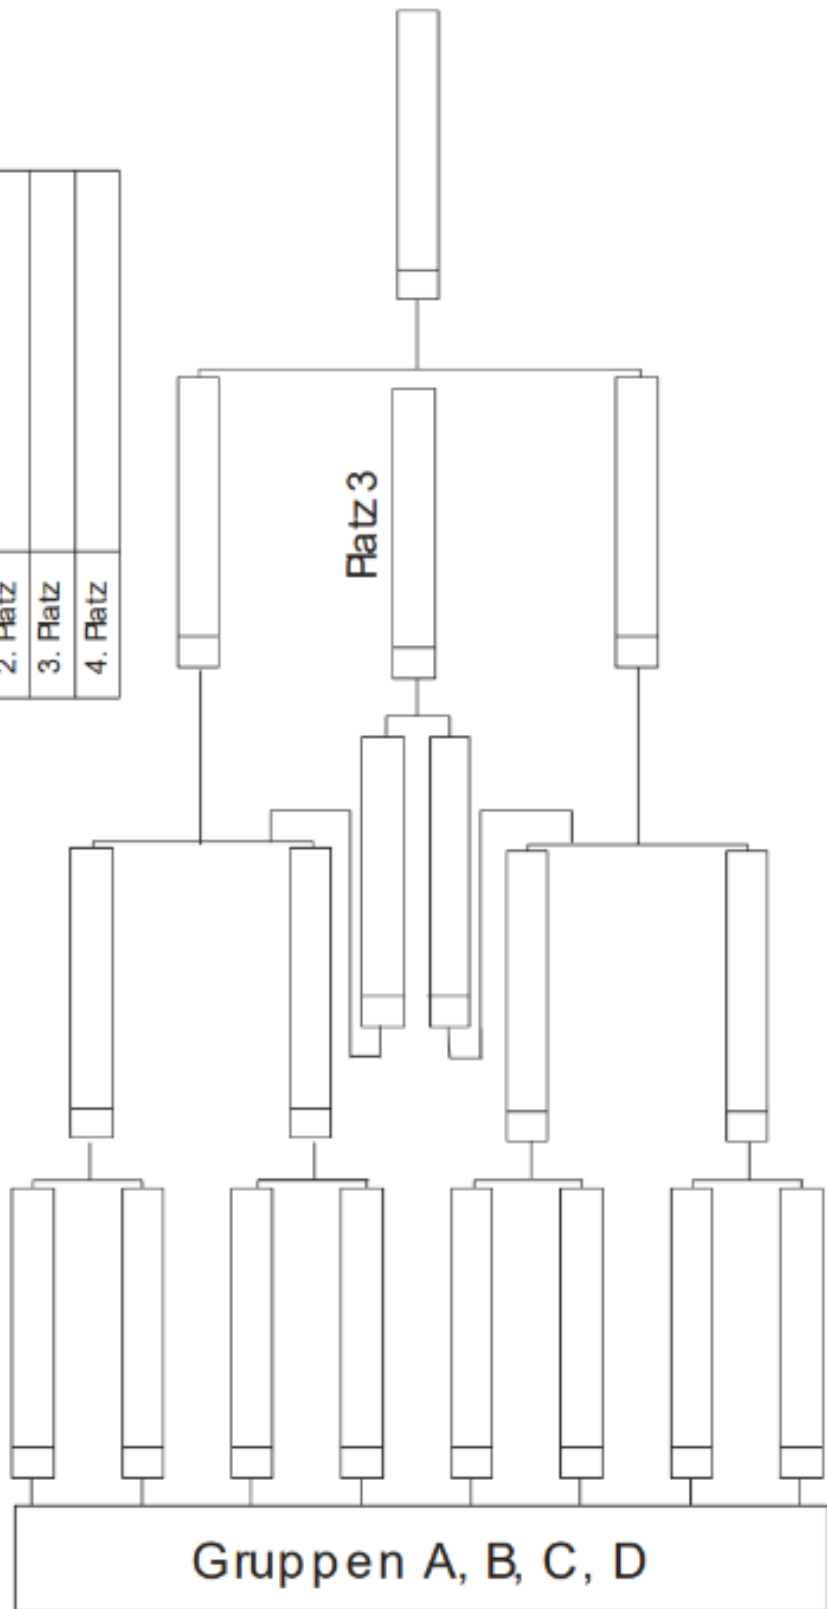 2. Platz
3. Platz
4. Platz
Platz 3
Gruppen A, B, C, D